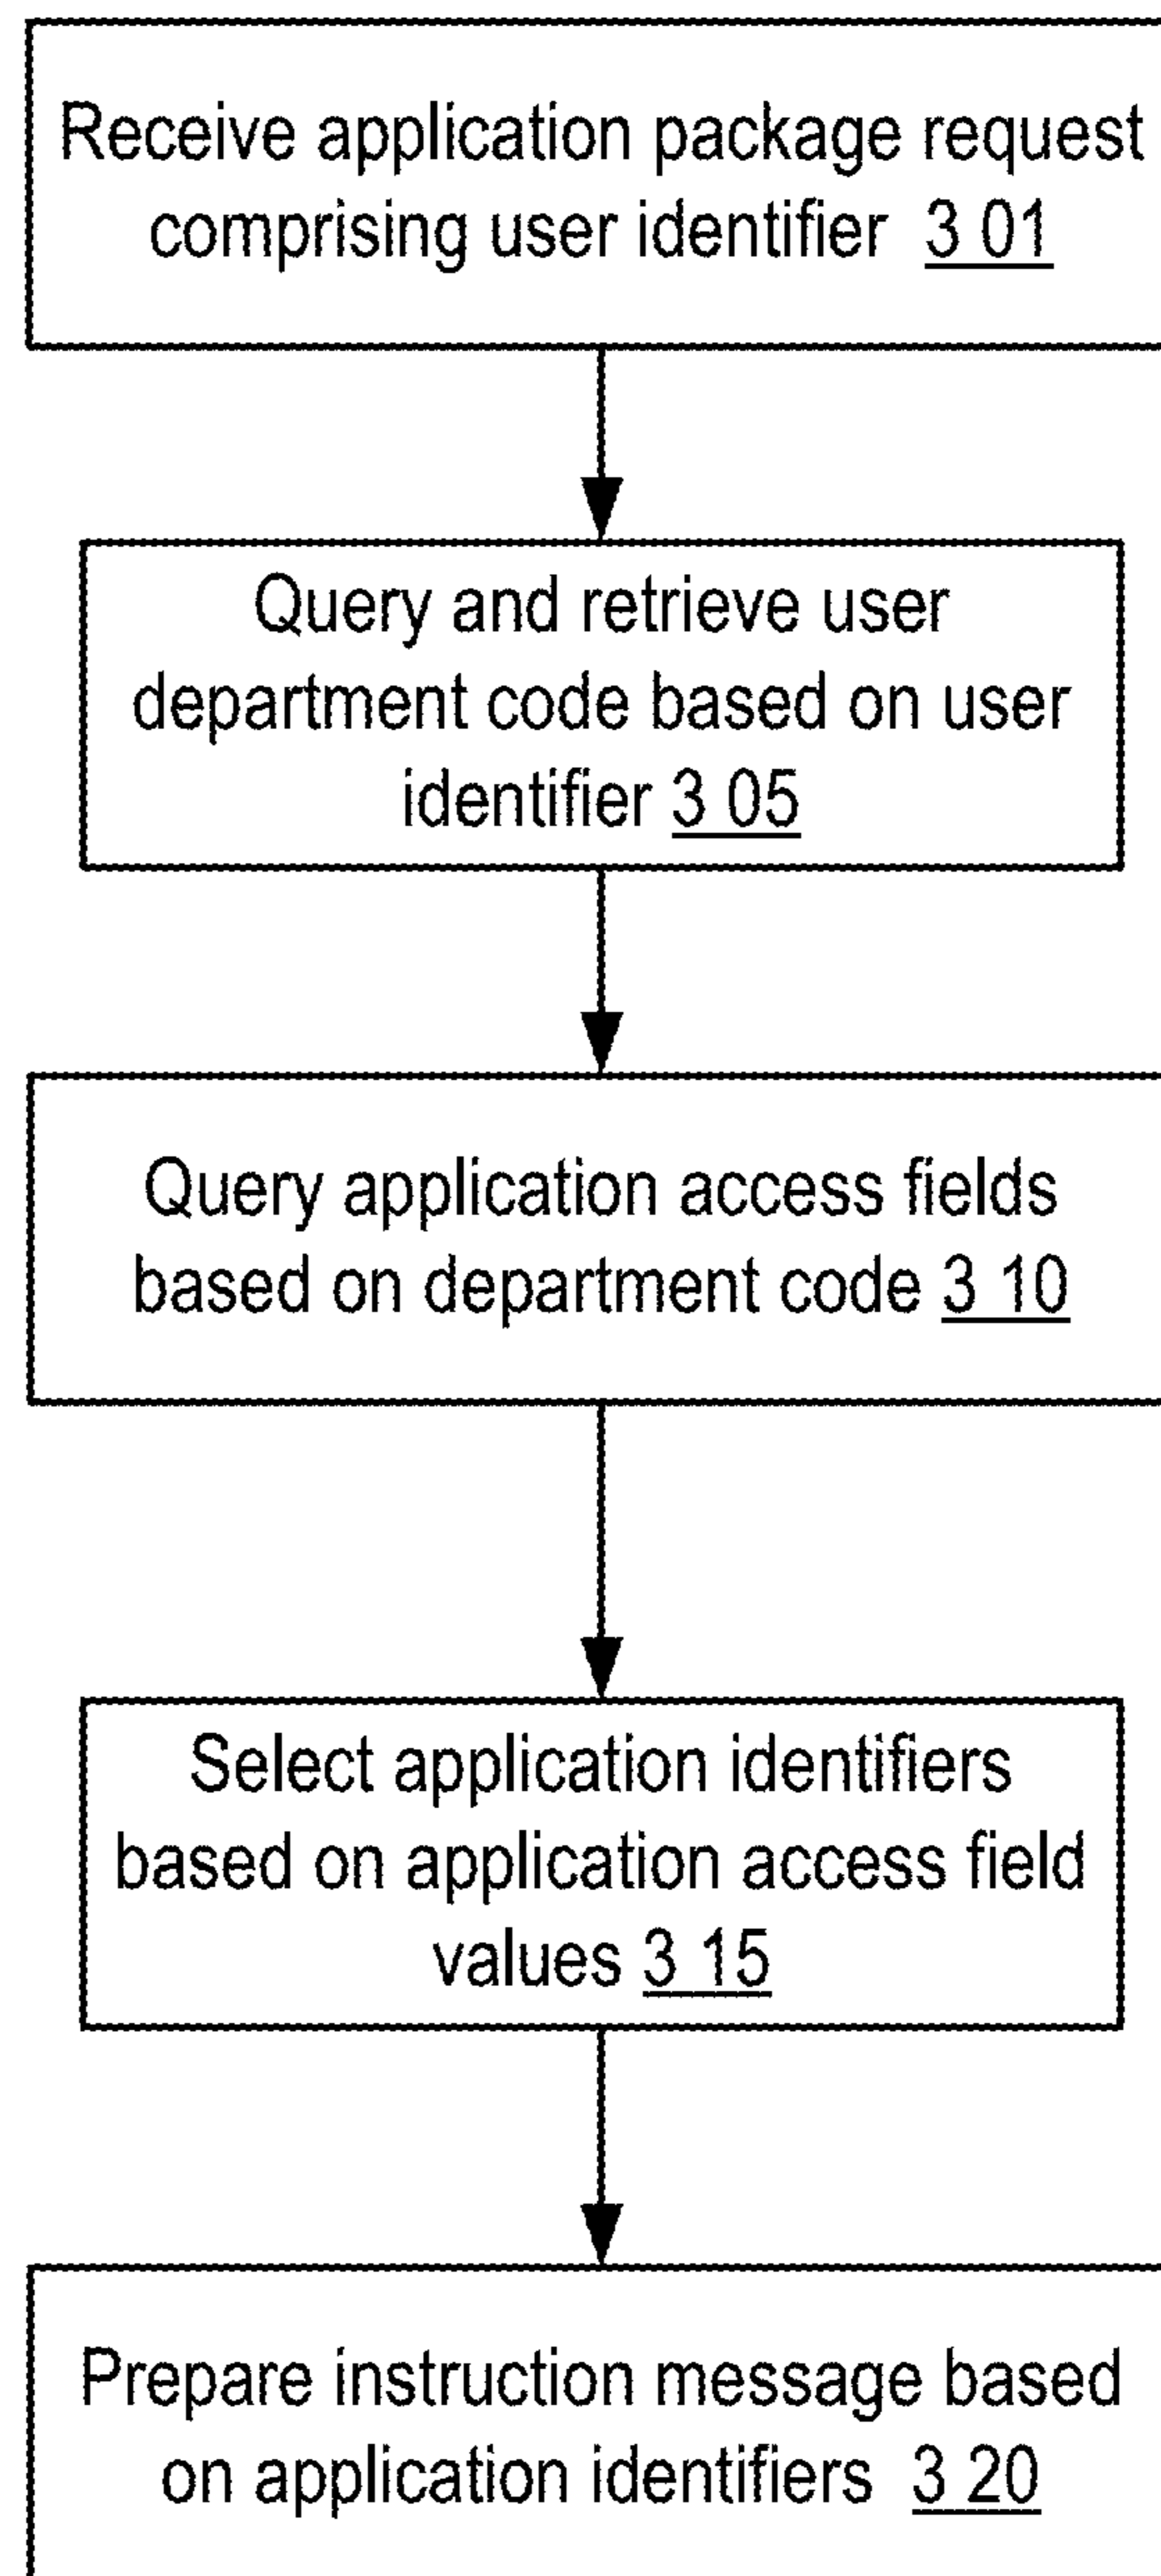 Receive application package request
comprising user identifier 3 01
Query and retrieve user
department code based on user
identifier 3 05
Query application access fields
based on department code 3 10
Select application identifiers
based on application access field
values 3 15
Prepare instruction message based
on application identifiers 3 20